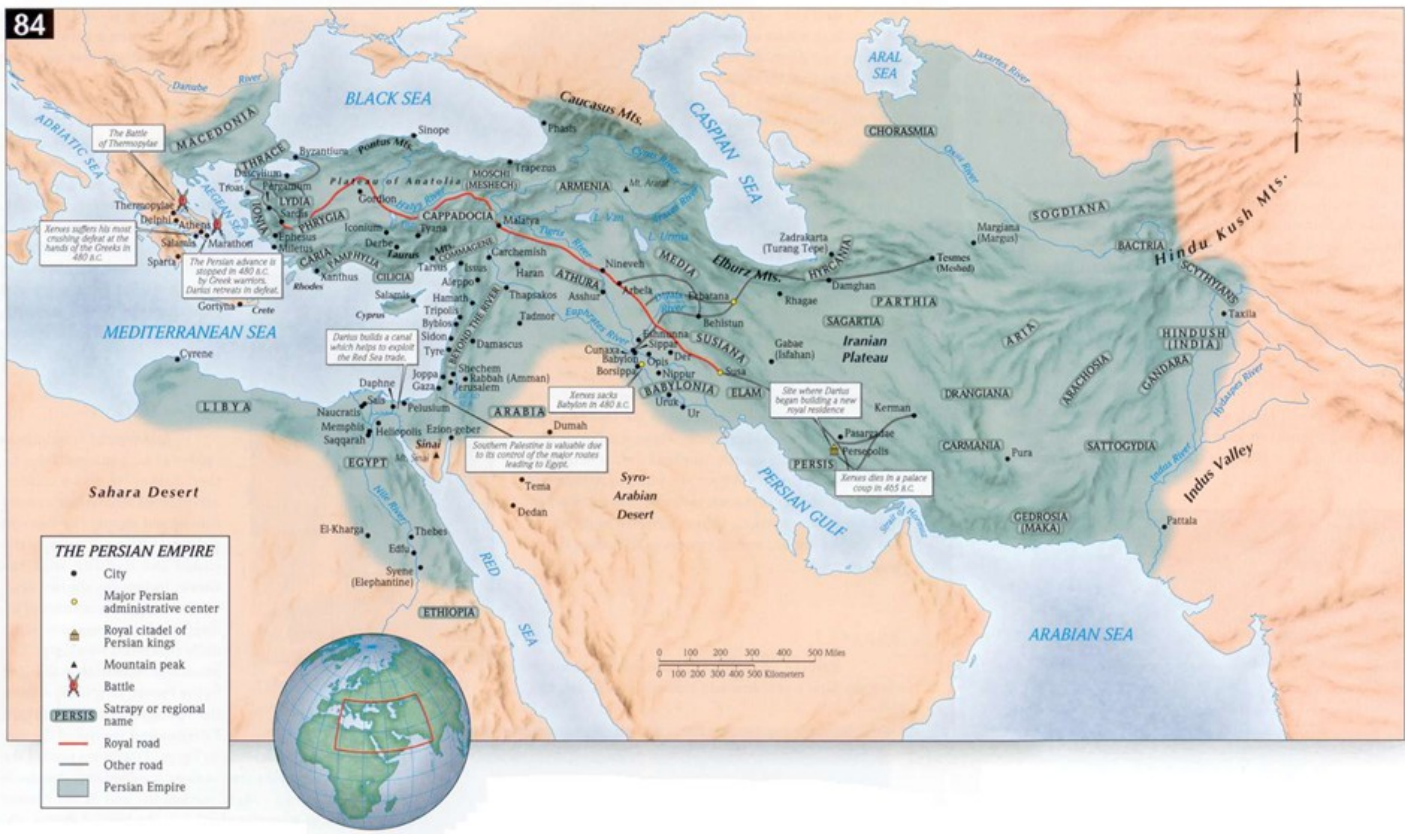 84
ARAL
SEA
Jaxartes River
Danube
River
BLACK SEA
Caucasus Mts.
CASPIAN
SEA
CHORASMIA
Oxus River
ADRIATIC SEA
The Battle
of Thermopylae
MACEDONIA
THRACE
Byzantium
Sinope
Phasis
Pontus Mts.
Cyrus River
Dascylium
Trapezus
Troas
Pergamum
Plateau of Anatolia
MOSCHI
(MESHECH)
ARMENIA
Mt. Ararat
AEGEAN SEA
LYDIA
Gordion
Halys River
Araxes River
SOGDIANA
Hindu Kush Mts.
Thermopylae
Delphi
Athens
IONIA
Sardis
PHRYGIA
CAPPADOCIA
Malatya
L. Van
Margiana
(Margus)
Xerxes suffers his most
crushing defeat at the
hands of the Greeks in
480 B.C.
Salamis
Marathon
Ephesus
Miletus
Iconium
Tyana
Tigris River
L. Urmia
Zadrakarta
(Turang Tepe)
HYRCANIA
BACTRIA
Sparta
The Persian advance is
stopped in 480 B.C.
by Greek warriors.
Darius retreats in defeat.
CARIA
PAMPHYLIA
Derbe
Taurus
Mts.
COMMAGENE
Carchemish
Nineveh
MEDIA
Elburz Mts.
Tesmes
(Meshed)
SCYTHYIANS
Xanthus
Rhodes
CILICIA
Tarsus
Issus
Haran
ATHURA
Arbela
Damghan
Gortyna
Crete
Salamis
Cyprus
Aleppo
Thapsakos
Asshur
Ecbatana
Rhagae
PARTHIA
MEDITERRANEAN SEA
Hamath
Tripolis
Byblos
Sidon
Tyre
BEYOND THE RIVER
Tadmor
Damascus
Euphrates River
Behistun
SAGARTIA
Iranian
Plateau
ARIA
Taxila
HINDUSH
(INDIA)
Darius builds a canal
which helps to exploit
the Red Sea trade.
Cyrene
Eshnunna
Sippar
Cunaxa
Babylon
Opis
Der
Borsippa
Nippur
SUSIANA
Susa
Gabae
(Isfahan)
ARACHOSIA
GANDARA
Joppa
Gaza
Shechem
Rabbah (Amman)
Jerusalem
LIBYA
Daphne
Sais
Pelusium
Naucratis
Memphis
Heliopolis
Saqqarah
Ezion-geber
ARABIA
Dumah
Xerxes sacks
Babylon in 480 B.C.
BABYLONIA
Uruk
Ur
ELAM
Site where Darius
began building a new
royal residence
Kerman
DRANGIANA
Hydaspes River
Sinai
Mt. Sinai
EGYPT
Southern Palestine is valuable due
to its control of the major routes
leading to Egypt.
Pasargadae
Persepolis
PERSIS
CARMANIA
Pura
SATTOGYDIA
Indus River
Indus Valley
Xerxes dies in a palace
coup in 465 B.C.
Sahara Desert
Nile River
Tema
Dedan
Syro-
Arabian
Desert
PERSIAN GULF
Strait of Hormuz
GEDROSIA
(MAKA)
Pattala
El-Kharga
Thebes
Edfu
Syene
(Elephantine)
ETHIOPIA
RED
SEA
ARABIAN SEA
N
0 100 200 300 500 Miles
0 100 200 300 400 500 Kilometers
THE PERSIAN EMPIRE
City
Major Persian
administrative center
Royal citadel of
Persian kings
Mountain peak
Battle
PERSIS
Satrapy or regional
name
Royal road
Other road
Persian Empire